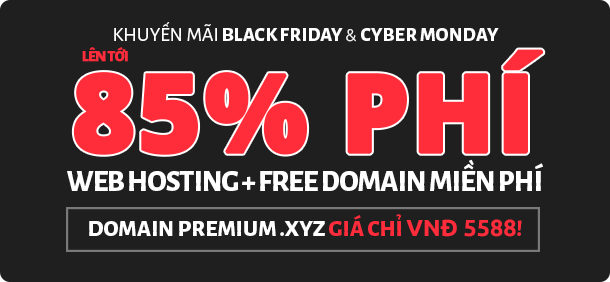 KHUYẾN MÃI BLACK FRIDAY & CYBER MONDAY
LÊN TỚI
85% PHÍ
WEB HOSTING + FREE DOMAIN MIỀN PHÍ
DOMAIN PREMIUM .XYZ GIÁ CHỈ VNĐ 5588!